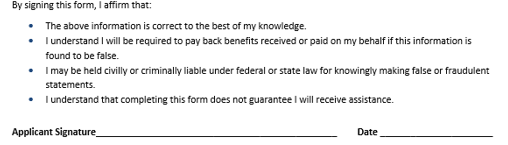 By signing this form, I affirm that:
• The above information is correct to the best of my knowledge.
• I understand I will be required to pay back benefits received or paid on my behalf if this information is
found to be false.
• I may be held civilly or criminally liable under federal or state law for knowingly making false or fraudulent
statements.
• I understand that completing this form does not guarantee I will receive assistance.
Applicant Signature____________________ Date ____________________